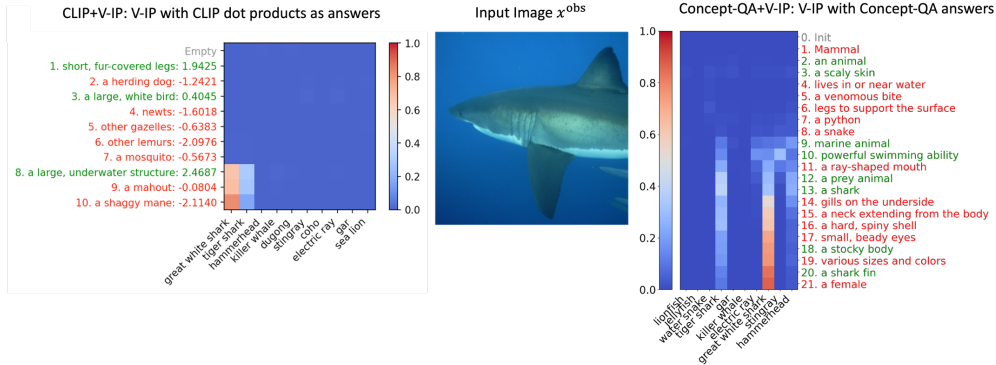 CLIP+V-IP: V-IP with CLIP dot products as answers
Empty
1. short, fur-covered legs: 1.9425
2. a herding dog: -1.2421
3. a large, white bird: 0.4045
4. newts: -1.6018
5. other gazelles: -0.6383
6. other lemurs: -2.0976
7. a mosquito: -0.5673
8. a large, underwater structure: 2.4687
9. a mahout: -0.0804
10. a shaggy mane: -2.1140
great white shark
tiger shark
hammerhead
killer whale
dugong
stingray
coho
electric ray
gar
sea lion
1.0
0.8
0.6
0.4
0.2
0.0
Input Image x^obs
Concept-QA+V-IP: V-IP with Concept-QA answers
1.0
0.8
0.6
0.4
0.2
0.0
0. Init
1. Mammal
2. an animal
3. a scaly skin
4. lives in or near water
5. a venomous bite
6. legs to support the surface
7. a python
8. a snake
9. marine animal
10. powerful swimming ability
11. a ray-shaped mouth
12. a prey animal
13. a shark
14. gills on the underside
15. a neck extending from the body
16. a hard, spiny shell
17. small, beady eyes
18. a stocky body
19. various sizes and colors
20. a shark fin
21. a female
lionfish
jellyfish
water snake
tiger shark
gar
killer whale
electric ray
great white shark
stingray
hammerhead